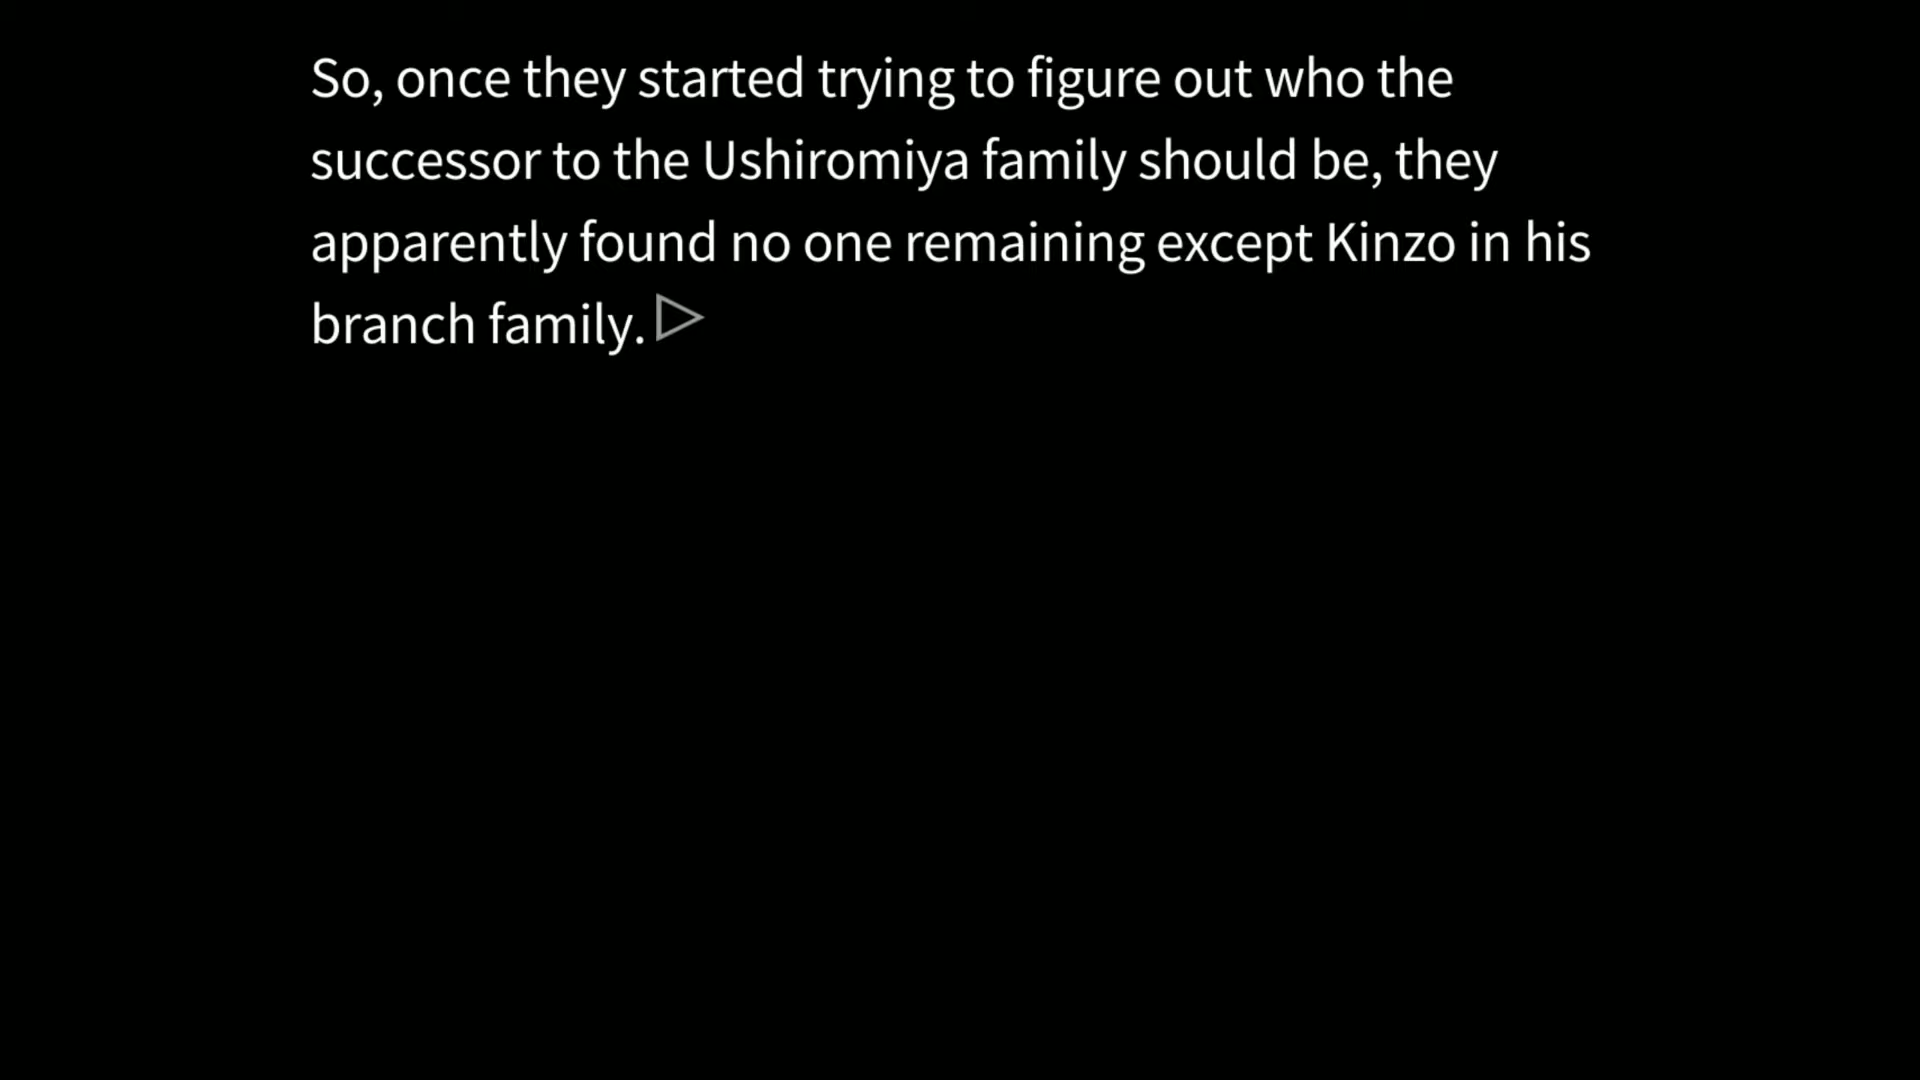 So, once they started trying to figure out who the
successor to the Ushiromiya family should be, they
apparently found no one remaining except Kinzo in his
branch family.